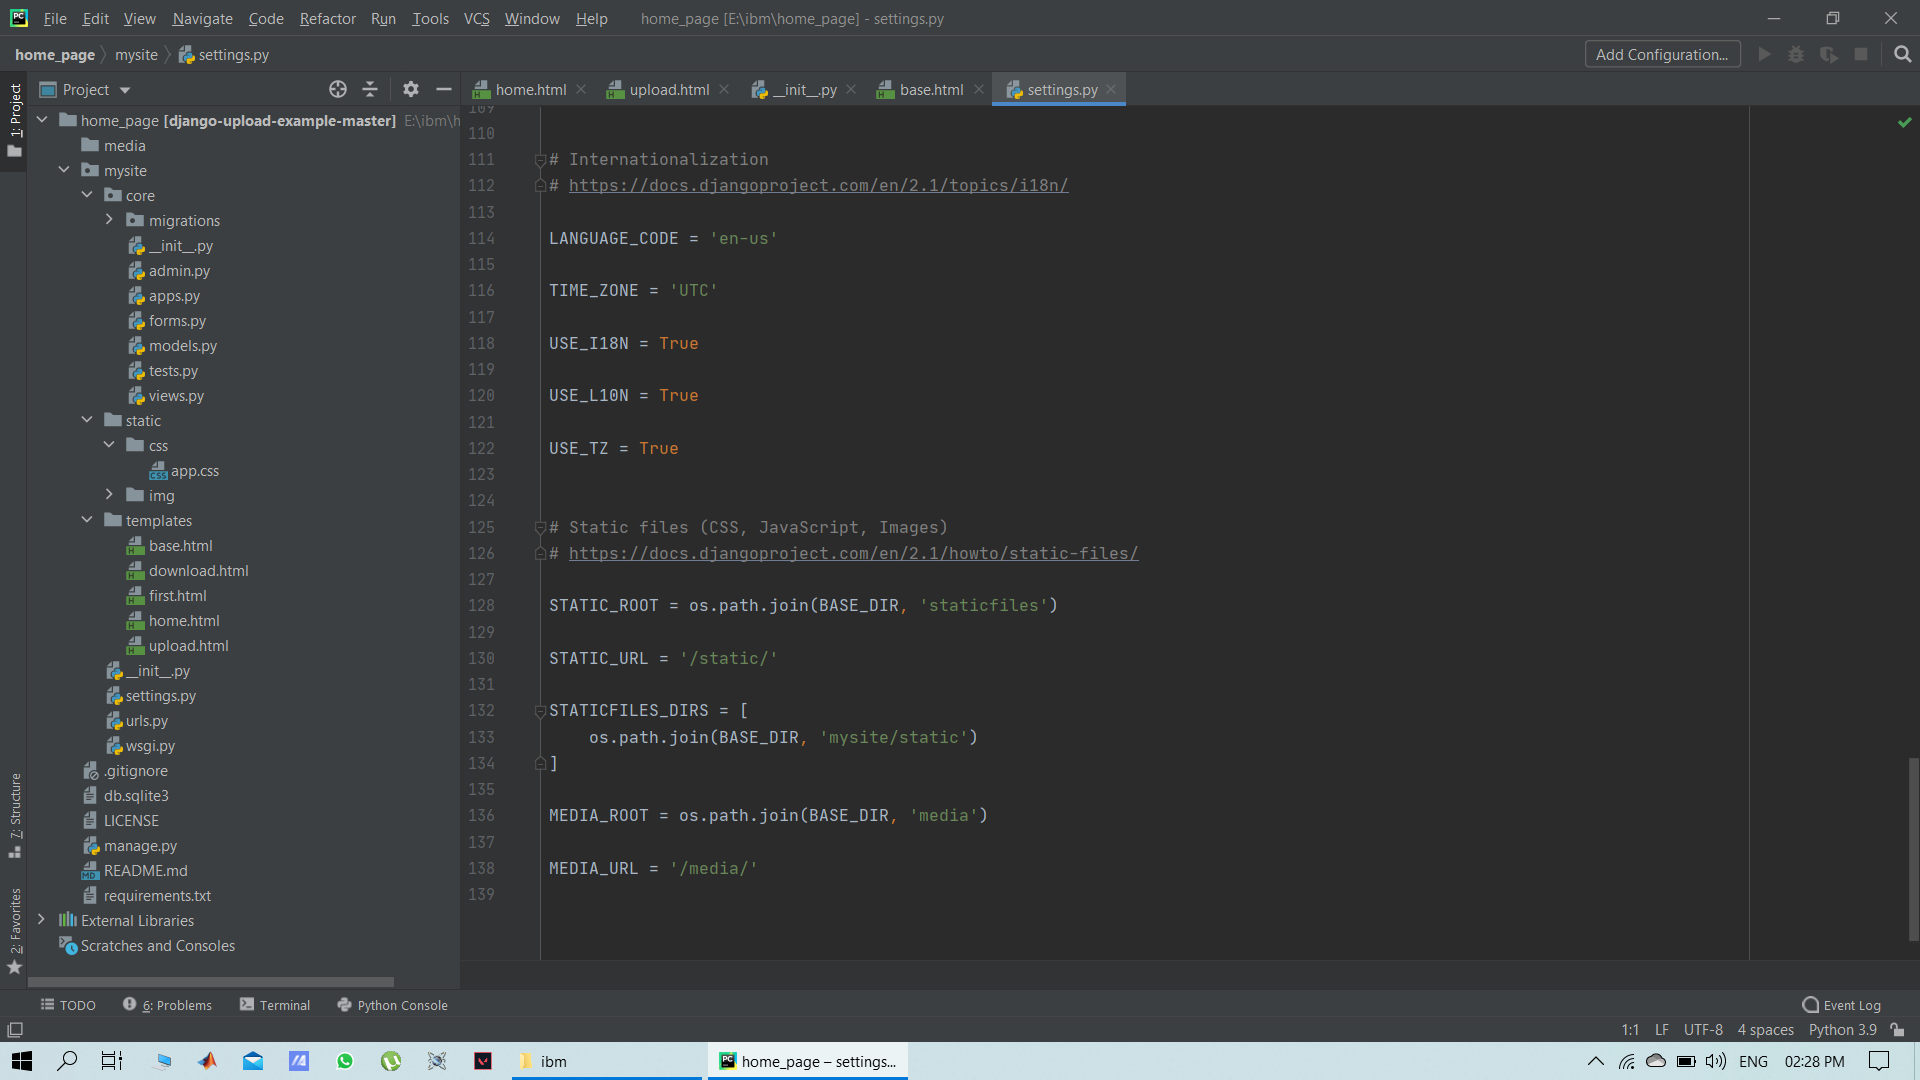 File Edit View Navigate Code Refactor Run Tools VCS Window Help home_page [E:\ibm\home_page] - settings.py
home_page mysite settings.py Add Configuration...
1: Project
Project
home_page [django-upload-example-master] E:\ibm\h
media
mysite
core
migrations
__init__.py
admin.py
apps.py
forms.py
models.py
tests.py
views.py
static
css
app.css
img
templates
base.html
download.html
first.html
home.html
upload.html
__init__.py
settings.py
urls.py
wsgi.py
.gitignore
db.sqlite3
LICENSE
manage.py
README.md
requirements.txt
External Libraries
Scratches and Consoles
7: Structure
2: Favorites
home.html upload.html __init__.py base.html settings.py
109
110
111 # Internationalization
112 # https://docs.djangoproject.com/en/2.1/topics/i18n/
113
114 LANGUAGE_CODE = 'en-us'
115
116 TIME_ZONE = 'UTC'
117
118 USE_I18N = True
119
120 USE_L10N = True
121
122 USE_TZ = True
123
124
125 # Static files (CSS, JavaScript, Images)
126 # https://docs.djangoproject.com/en/2.1/howto/static-files/
127
128 STATIC_ROOT = os.path.join(BASE_DIR, 'staticfiles')
129
130 STATIC_URL = '/static/'
131
132 STATICFILES_DIRS = [
133 os.path.join(BASE_DIR, 'mysite/static')
134 ]
135
136 MEDIA_ROOT = os.path.join(BASE_DIR, 'media')
137
138 MEDIA_URL = '/media/'
139
TODO 6: Problems Terminal Python Console Event Log
1:1 LF UTF-8 4 spaces Python 3.9
ibm home_page – settings... ENG 02:28 PM